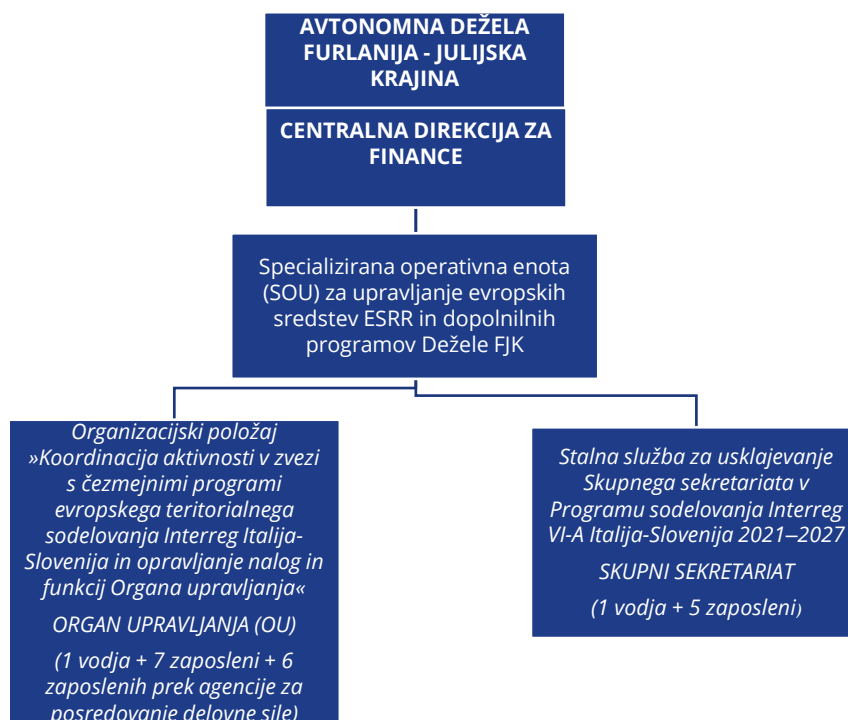 AVTONOMNA DEŽELA
FURLANIJA - JULIJSKA
KRAJINA
CENTRALNA DIREKCIJA ZA
FINANCE
Specializirana operativna enota
(SOU) za upravljanje evropskih
sredstev ESRR in dopolnilnih
programov Dežele FJK
Organizacijski položaj
»Koordinacija aktivnosti v zvezi
s čezmejnimi programi
evropskega teritorialnega
sodelovanja Interreg Italija-
Slovenija in opravljanje nalog in
funkcij Organa upravljanja«
ORGAN UPRAVLJANJA (OU)
(1 vodja + 7 zaposleni + 6
zaposlenih prek agencije za
posredovanje delovne sile)
Stalna služba za usklajevanje
Skupnega sekretariata v
Programu sodelovanja Interreg
VI-A Italija-Slovenija 2021–2027
SKUPNI SEKRETARIAT
(1 vodja + 5 zaposleni)